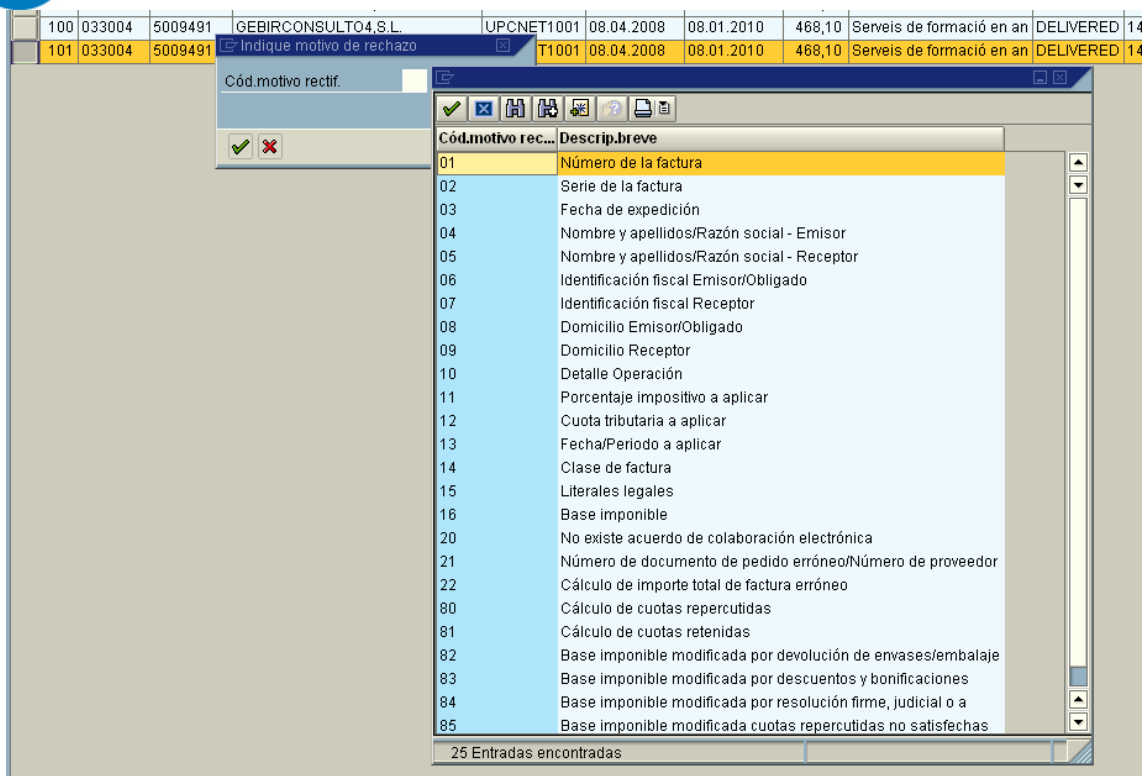 100 033004 5009491 GEBIRCONSULTO4,S.L. UPCNET1001 08.04.2008 08.01.2010 468,10 Serveis de formació en an DELIVERED 14
101 033004 5009491 T1001 08.04.2008 08.01.2010 468,10 Serveis de formació en an DELIVERED 14
Indique motivo de rechazo
Cód.motivo rectif.
Cód.motivo rec... Descrip.breve
01 Número de la factura
02 Serie de la factura
03 Fecha de expedición
04 Nombre y apellidos/Razón social - Emisor
05 Nombre y apellidos/Razón social - Receptor
06 Identificación fiscal Emisor/Obligado
07 Identificación fiscal Receptor
08 Domicilio Emisor/Obligado
09 Domicilio Receptor
10 Detalle Operación
11 Porcentaje impositivo a aplicar
12 Cuota tributaria a aplicar
13 Fecha/Periodo a aplicar
14 Clase de factura
15 Literales legales
16 Base imponible
20 No existe acuerdo de colaboración electrónica
21 Número de documento de pedido erróneo/Número de proveedor
22 Cálculo de importe total de factura erróneo
80 Cálculo de cuotas repercutidas
81 Cálculo de cuotas retenidas
82 Base imponible modificada por devolución de envases/embalaje
83 Base imponible modificada por descuentos y bonificaciones
84 Base imponible modificada por resolución firme, judicial o a
85 Base imponible modificada cuotas repercutidas no satisfechas
25 Entradas encontradas